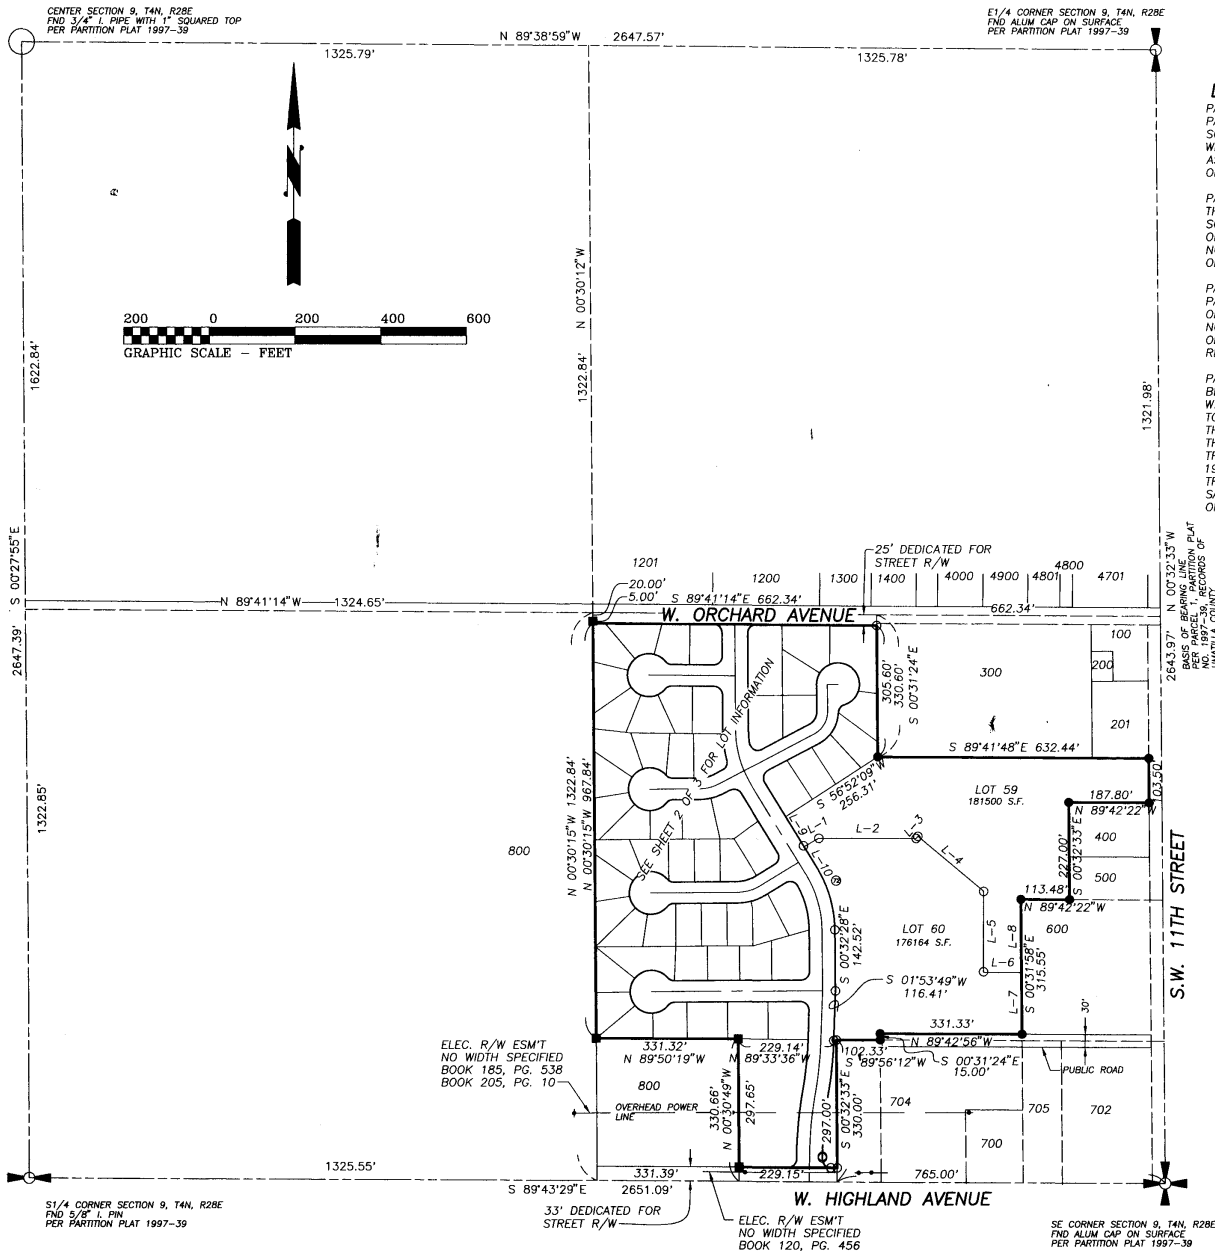 CENTER SECTION 9, T4N, R28E
FND 3/4" I. PIPE WITH 1" SQUARED TOP
PER PARTITION PLAT 1997-39
E1/4 CORNER SECTION 9, T4N, R28E
FND ALUM CAP ON SURFACE
PER PARTITION PLAT 1997-39
N 89°38'59"W 2647.57'
1325.79'
1325.78'
200 0 200 400 600
GRAPHIC SCALE - FEET
1622.84'
N 00°30'12"W
1322.84'
1321.98'
S 00°27'55"E
2647.39'
N 00°32'33"W
2643.97'
BASIS OF BEARING LINE
PER PARCEL 1, PARTITION PLAT
NO. 1997-39, RECORDS OF
UMATILLA COUNTY
25' DEDICATED FOR
STREET R/W
1201
1200
1300
1400
4000
4900
4801
4800
4701
20.00'
5.00'
N 89°41'14"W 1324.65'
S 89°41'14"E 662.34'
662.34'
W. ORCHARD AVENUE
100
200
201
300
305.60'
330.60'
S 00°31'24"E
S 89°41'48"E 632.44'
SEE SHEET 2 OF 3 FOR LOT INFORMATION
S 56°52'09"W
256.31'
LOT 59
181500 S.F.
187.80'
N 89°42'22"W
103.50'
1322.85'
N 00°30'15"W 1322.84'
N 00°30'15"W 967.84'
800
L-9
L-1
L-2
L-3
L-4
L-10
227.00'
S 00°32'33"E
400
500
113.48'
N 89°42'22"W
600
S.W. 11TH STREET
S 00°32'28"E
142.52'
LOT 60
176164 S.F.
L-5
L-6
L-8
L-7
S 00°31'58"E
315.55'
S 01°53'49"W
116.41'
30'
331.33'
N 89°42'56"W
S 00°31'24"E
15.00'
PUBLIC ROAD
102.33'
S 89°56'12"W
331.32'
N 89°50'19"W
229.14'
N 89°33'36"W
ELEC. R/W ESM'T
NO WIDTH SPECIFIED
BOOK 185, PG. 538
BOOK 205, PG. 10
800
OVERHEAD POWER
LINE
330.66'
N 00°30'49"W
297.65'
297.00'
S 00°32'33"E
330.00'
704
700
705
702
1325.55'
331.39'
229.15'
765.00'
S 89°43'29"E 2651.09'
W. HIGHLAND AVENUE
33' DEDICATED FOR
STREET R/W
ELEC. R/W ESM'T
NO WIDTH SPECIFIED
BOOK 120, PG. 456
S1/4 CORNER SECTION 9, T4N, R28E
FND 5/8" I. PIN
PER PARTITION PLAT 1997-39
SE CORNER SECTION 9, T4N, R28E
FND ALUM CAP ON SURFACE
PER PARTITION PLAT 1997-39